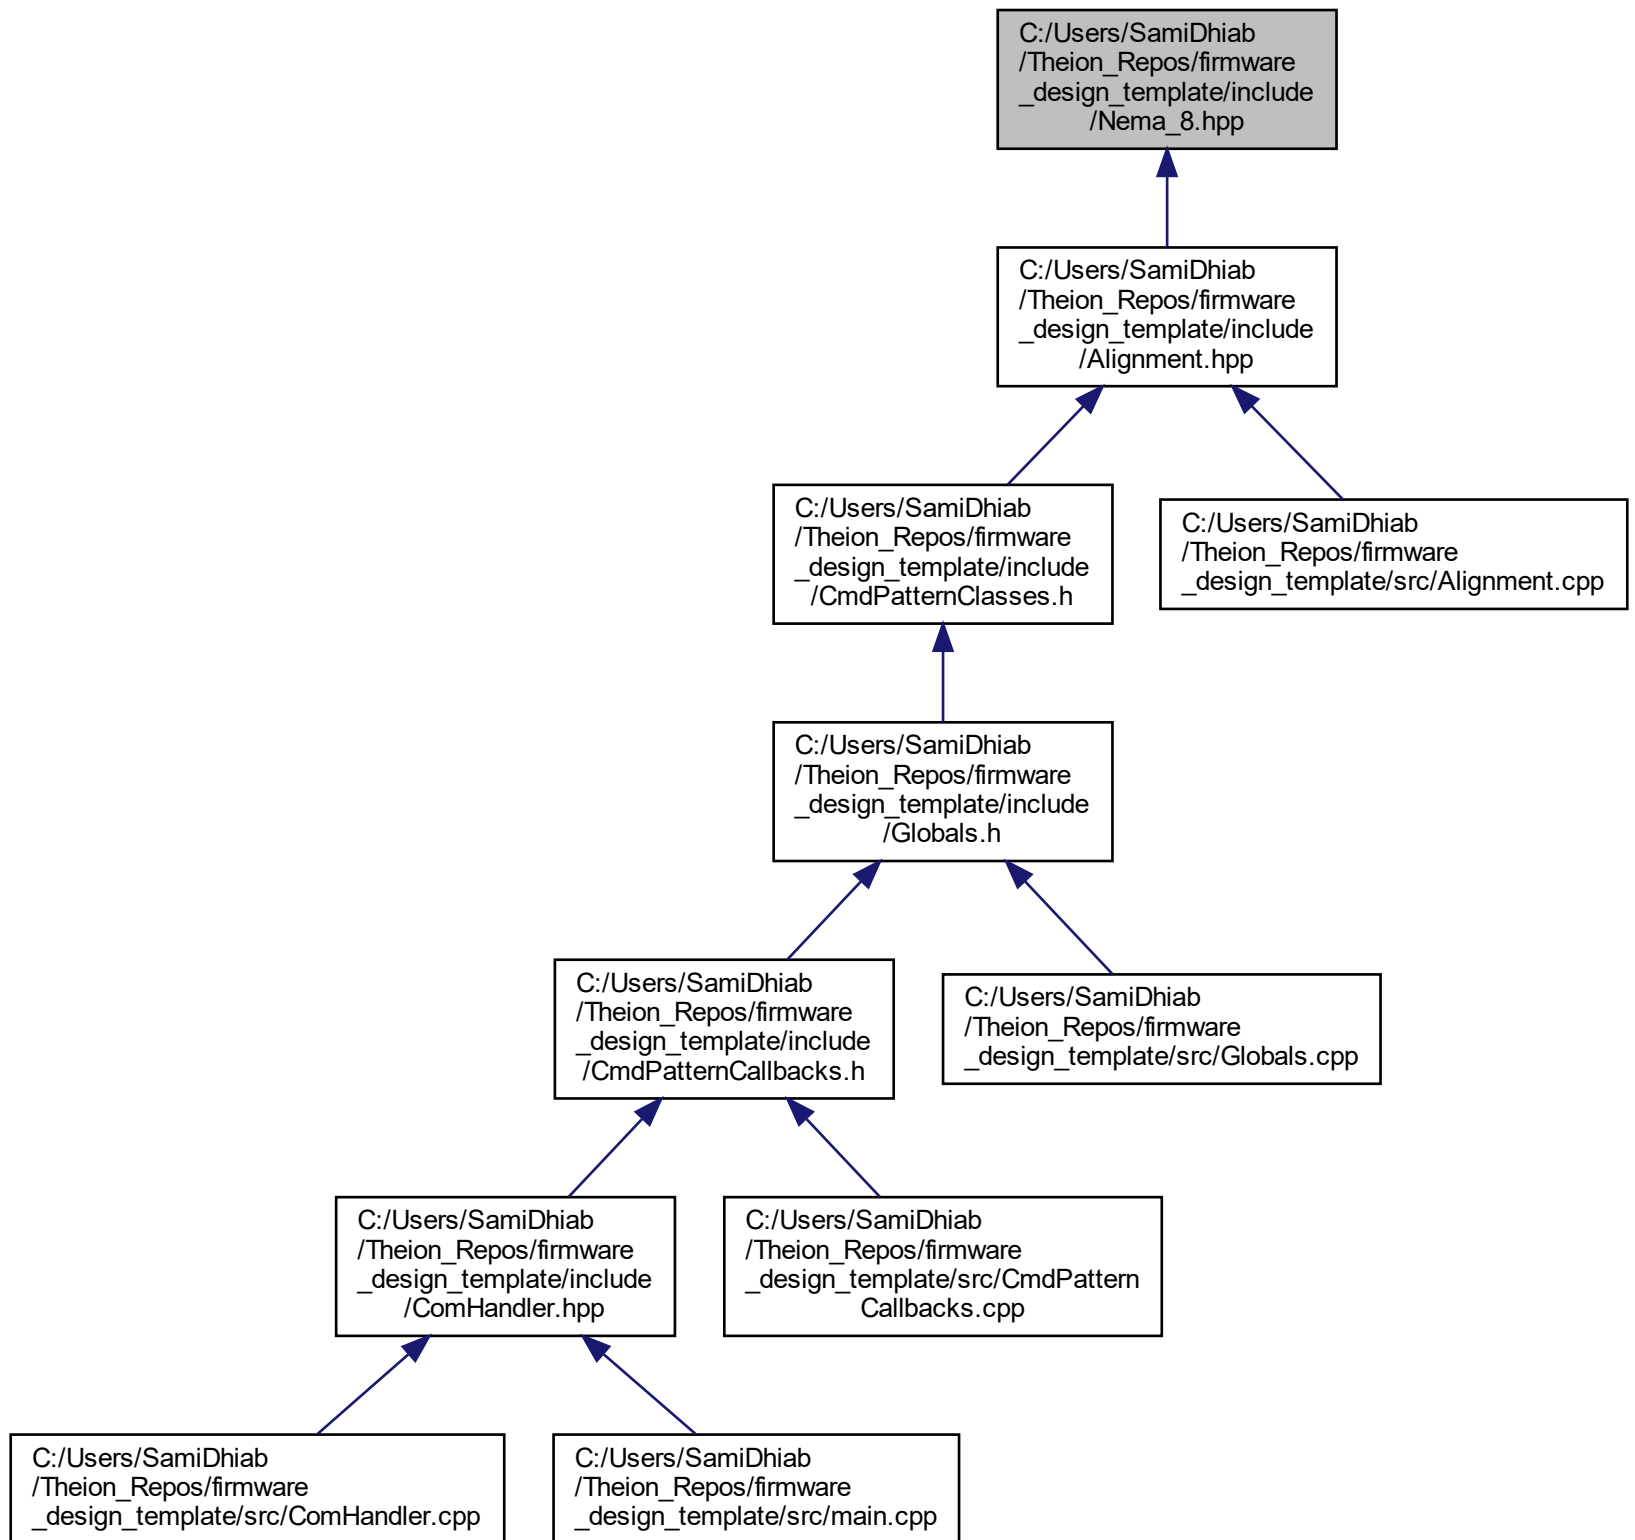 C:/Users/SamiDhiab
/Theion_Repos/firmware
_design_template/include
/Nema_8.hpp
C:/Users/SamiDhiab
/Theion_Repos/firmware
_design_template/include
/Alignment.hpp
C:/Users/SamiDhiab
/Theion_Repos/firmware
_design_template/include
/CmdPatternClasses.h
C:/Users/SamiDhiab
/Theion_Repos/firmware
_design_template/src/Alignment.cpp
C:/Users/SamiDhiab
/Theion_Repos/firmware
_design_template/include
/Globals.h
C:/Users/SamiDhiab
/Theion_Repos/firmware
_design_template/include
/CmdPatternCallbacks.h
C:/Users/SamiDhiab
/Theion_Repos/firmware
_design_template/src/Globals.cpp
C:/Users/SamiDhiab
/Theion_Repos/firmware
_design_template/include
/ComHandler.hpp
C:/Users/SamiDhiab
/Theion_Repos/firmware
_design_template/src/CmdPattern
Callbacks.cpp
C:/Users/SamiDhiab
/Theion_Repos/firmware
_design_template/src/ComHandler.cpp
C:/Users/SamiDhiab
/Theion_Repos/firmware
_design_template/src/main.cpp